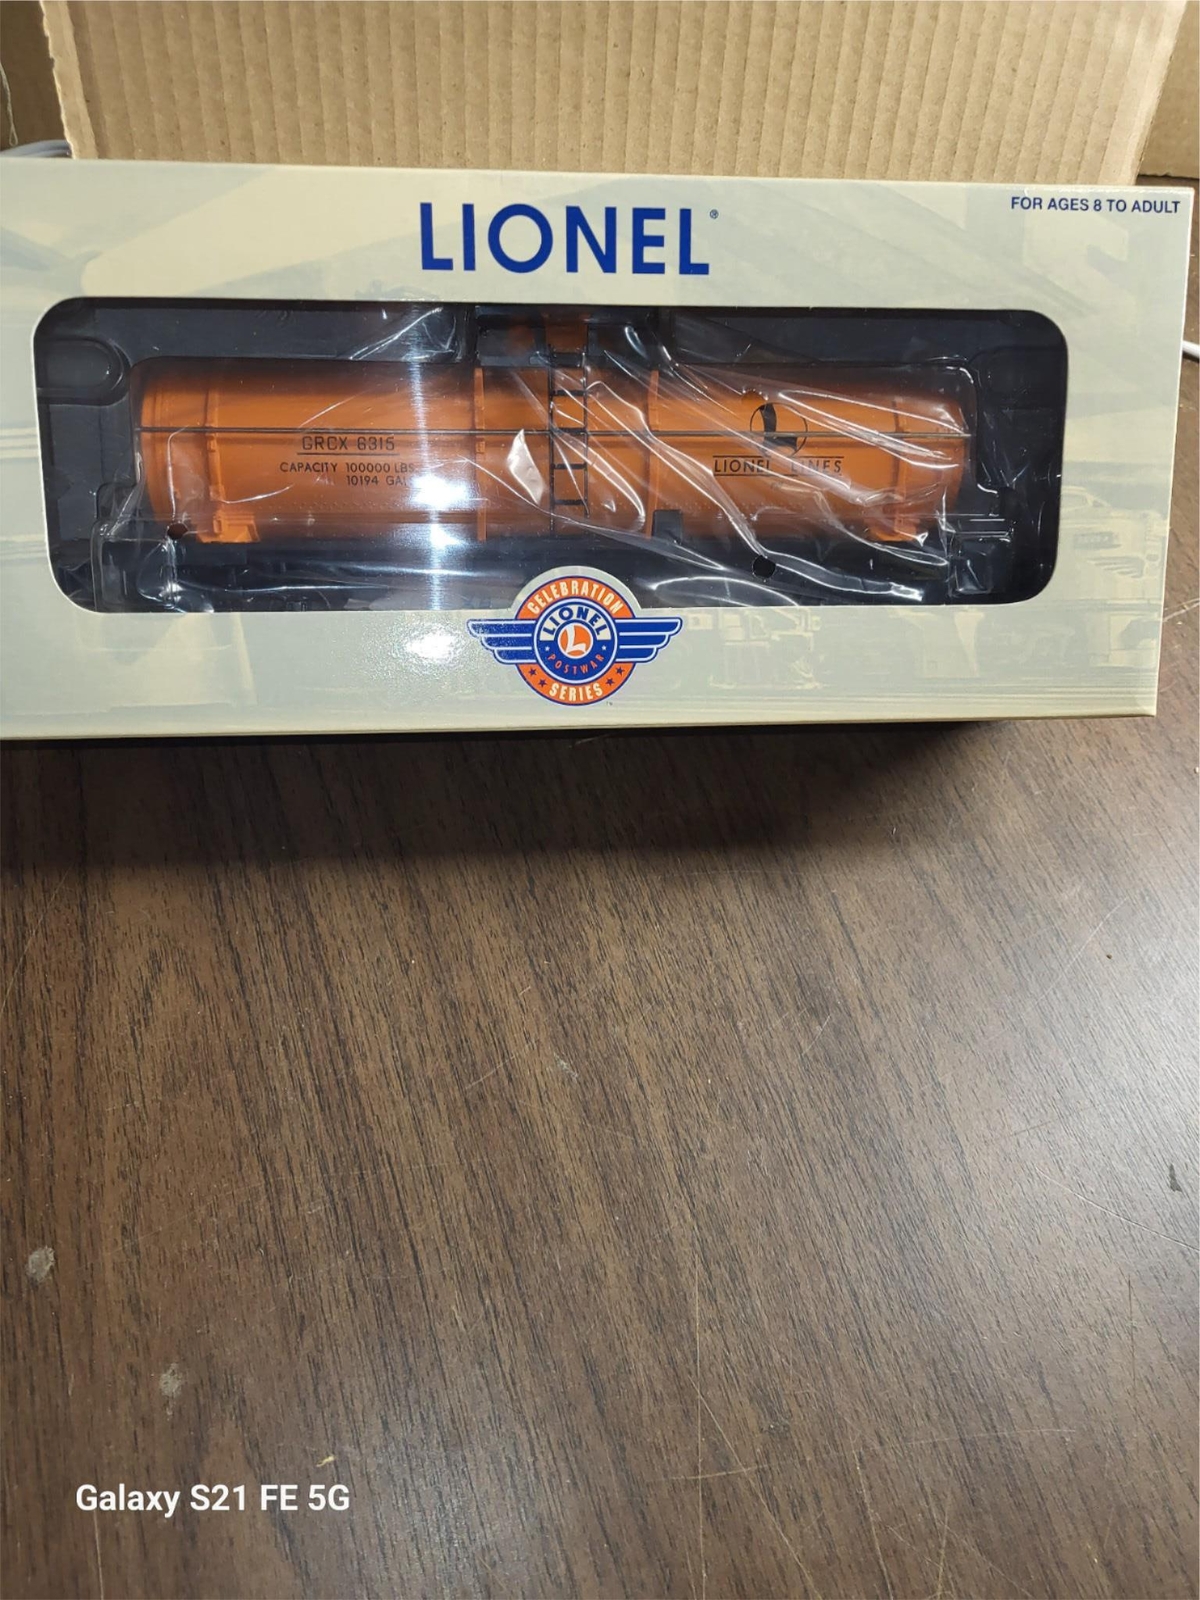 LIONEL®
FOR AGES 8 TO ADULT
GRCX 6315
CAPACITY 100000 LBS
10194 GAL
L
LIONEL LINES
CELEBRATION
LIONEL
L
POSTWAR
SERIES
Galaxy S21 FE 5G